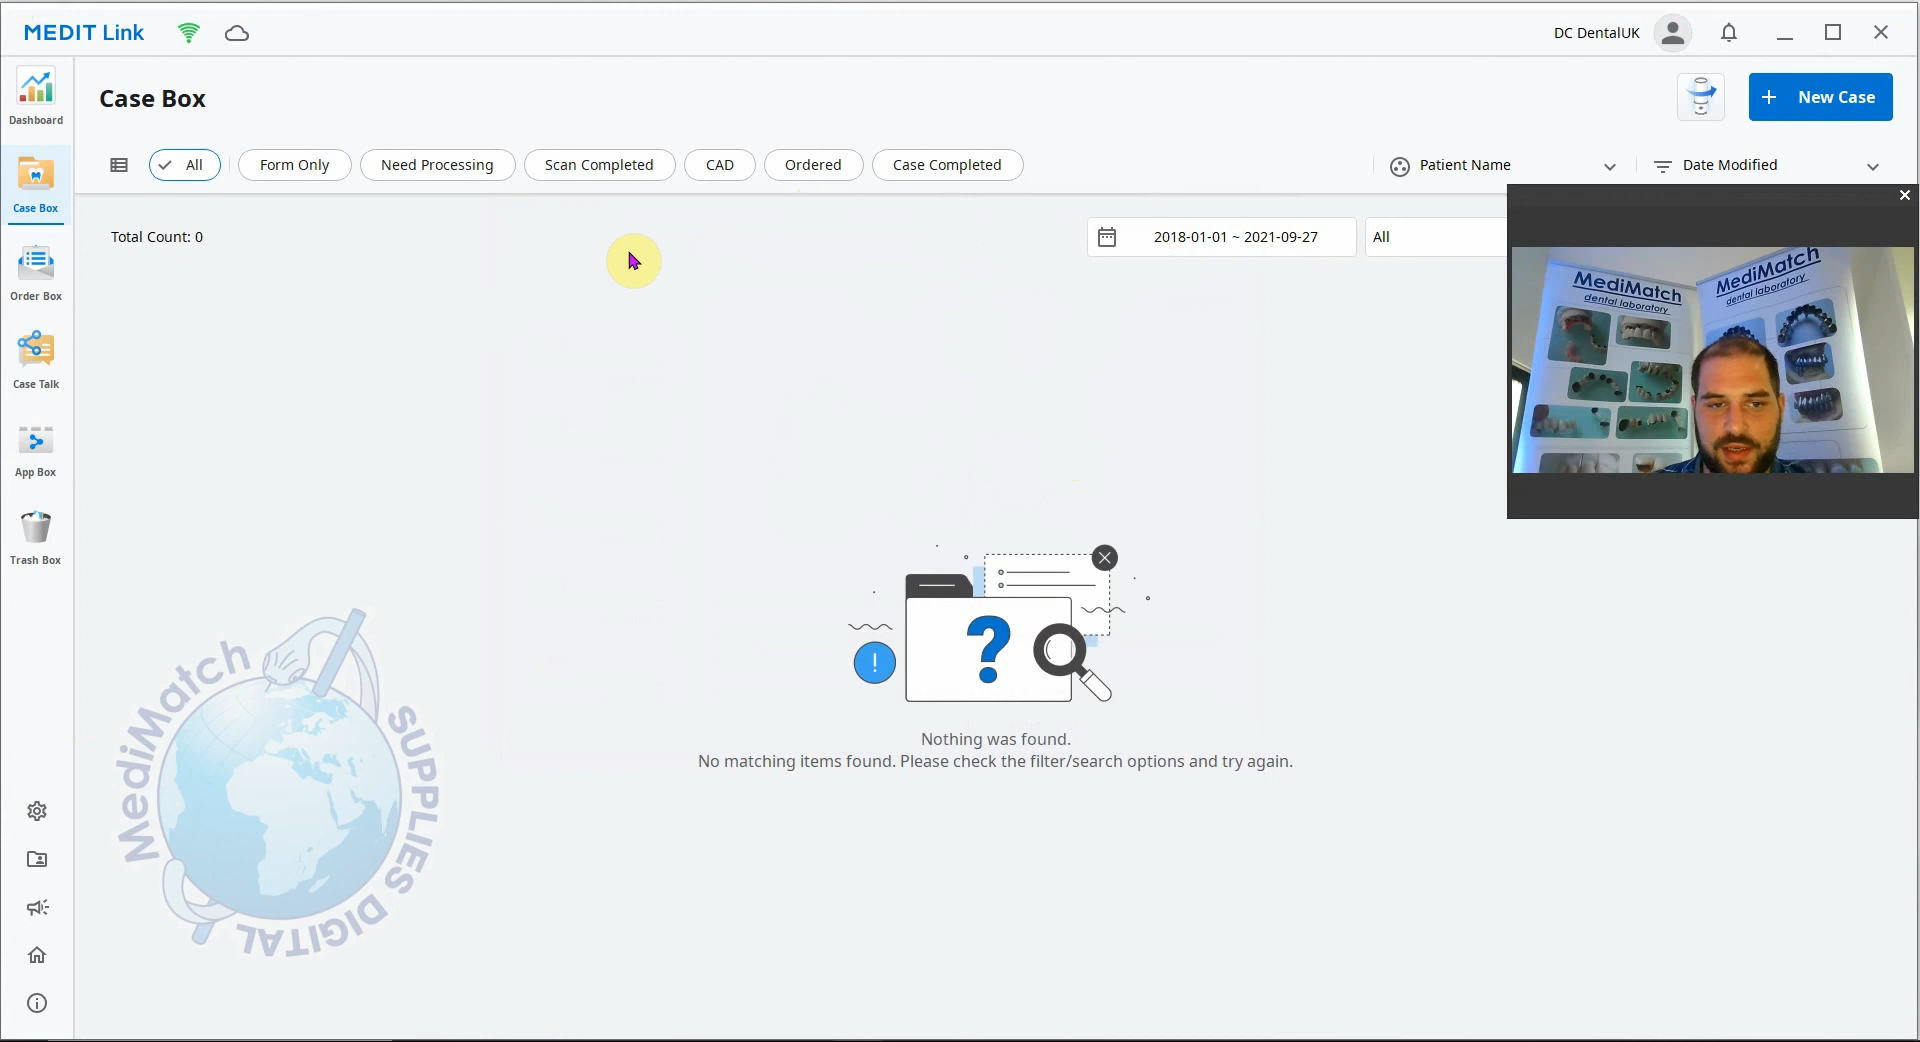 MEDIT Link
DC DentalUK
Dashboard
Case Box
New Case
All
Form Only
Need Processing
Scan Completed
CAD
Ordered
Case Completed
Patient Name
Date Modified
Case Box
Total Count: 0
2018-01-01 ~ 2021-09-27
All
MediMatch
dental laboratory
MediMatch
dental laboratory
Order Box
Case Talk
App Box
Trash Box
?
!
Nothing was found.
No matching items found. Please check the filter/search options and try again.
MediMatch
SUPPLIES DIGITAL